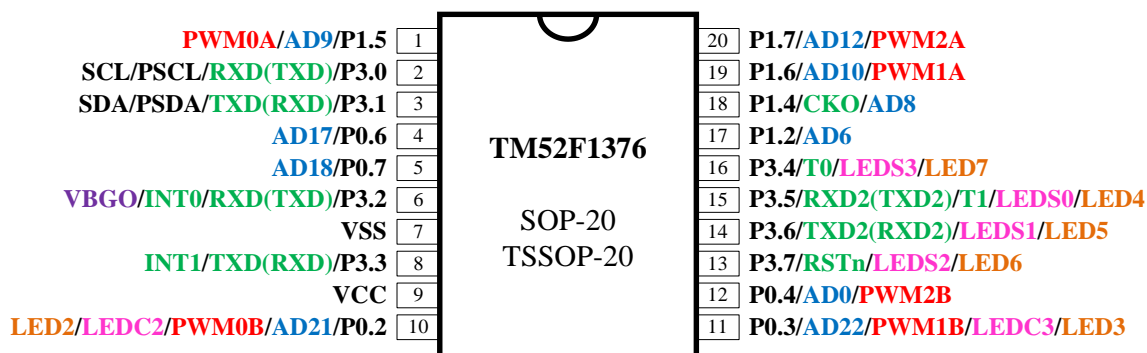 PWM0A/AD9/P1.5 1
20 P1.7/AD12/PWM2A
SCL/PSCL/RXD(TXD)/P3.0 2
19 P1.6/AD10/PWM1A
SDA/PSDA/TXD(RXD)/P3.1 3
18 P1.4/CKO/AD8
AD17/P0.6 4
17 P1.2/AD6
AD18/P0.7 5
16 P3.4/T0/LEDS3/LED7
VBGO/INT0/RXD(TXD)/P3.2 6
15 P3.5/RXD2(TXD2)/T1/LEDS0/LED4
VSS 7
14 P3.6/TXD2(RXD2)/LEDS1/LED5
INT1/TXD(RXD)/P3.3 8
13 P3.7/RSTn/LEDS2/LED6
VCC 9
12 P0.4/AD0/PWM2B
LED2/LEDC2/PWM0B/AD21/P0.2 10
11 P0.3/AD22/PWM1B/LEDC3/LED3
TM52F1376
SOP-20
TSSOP-20